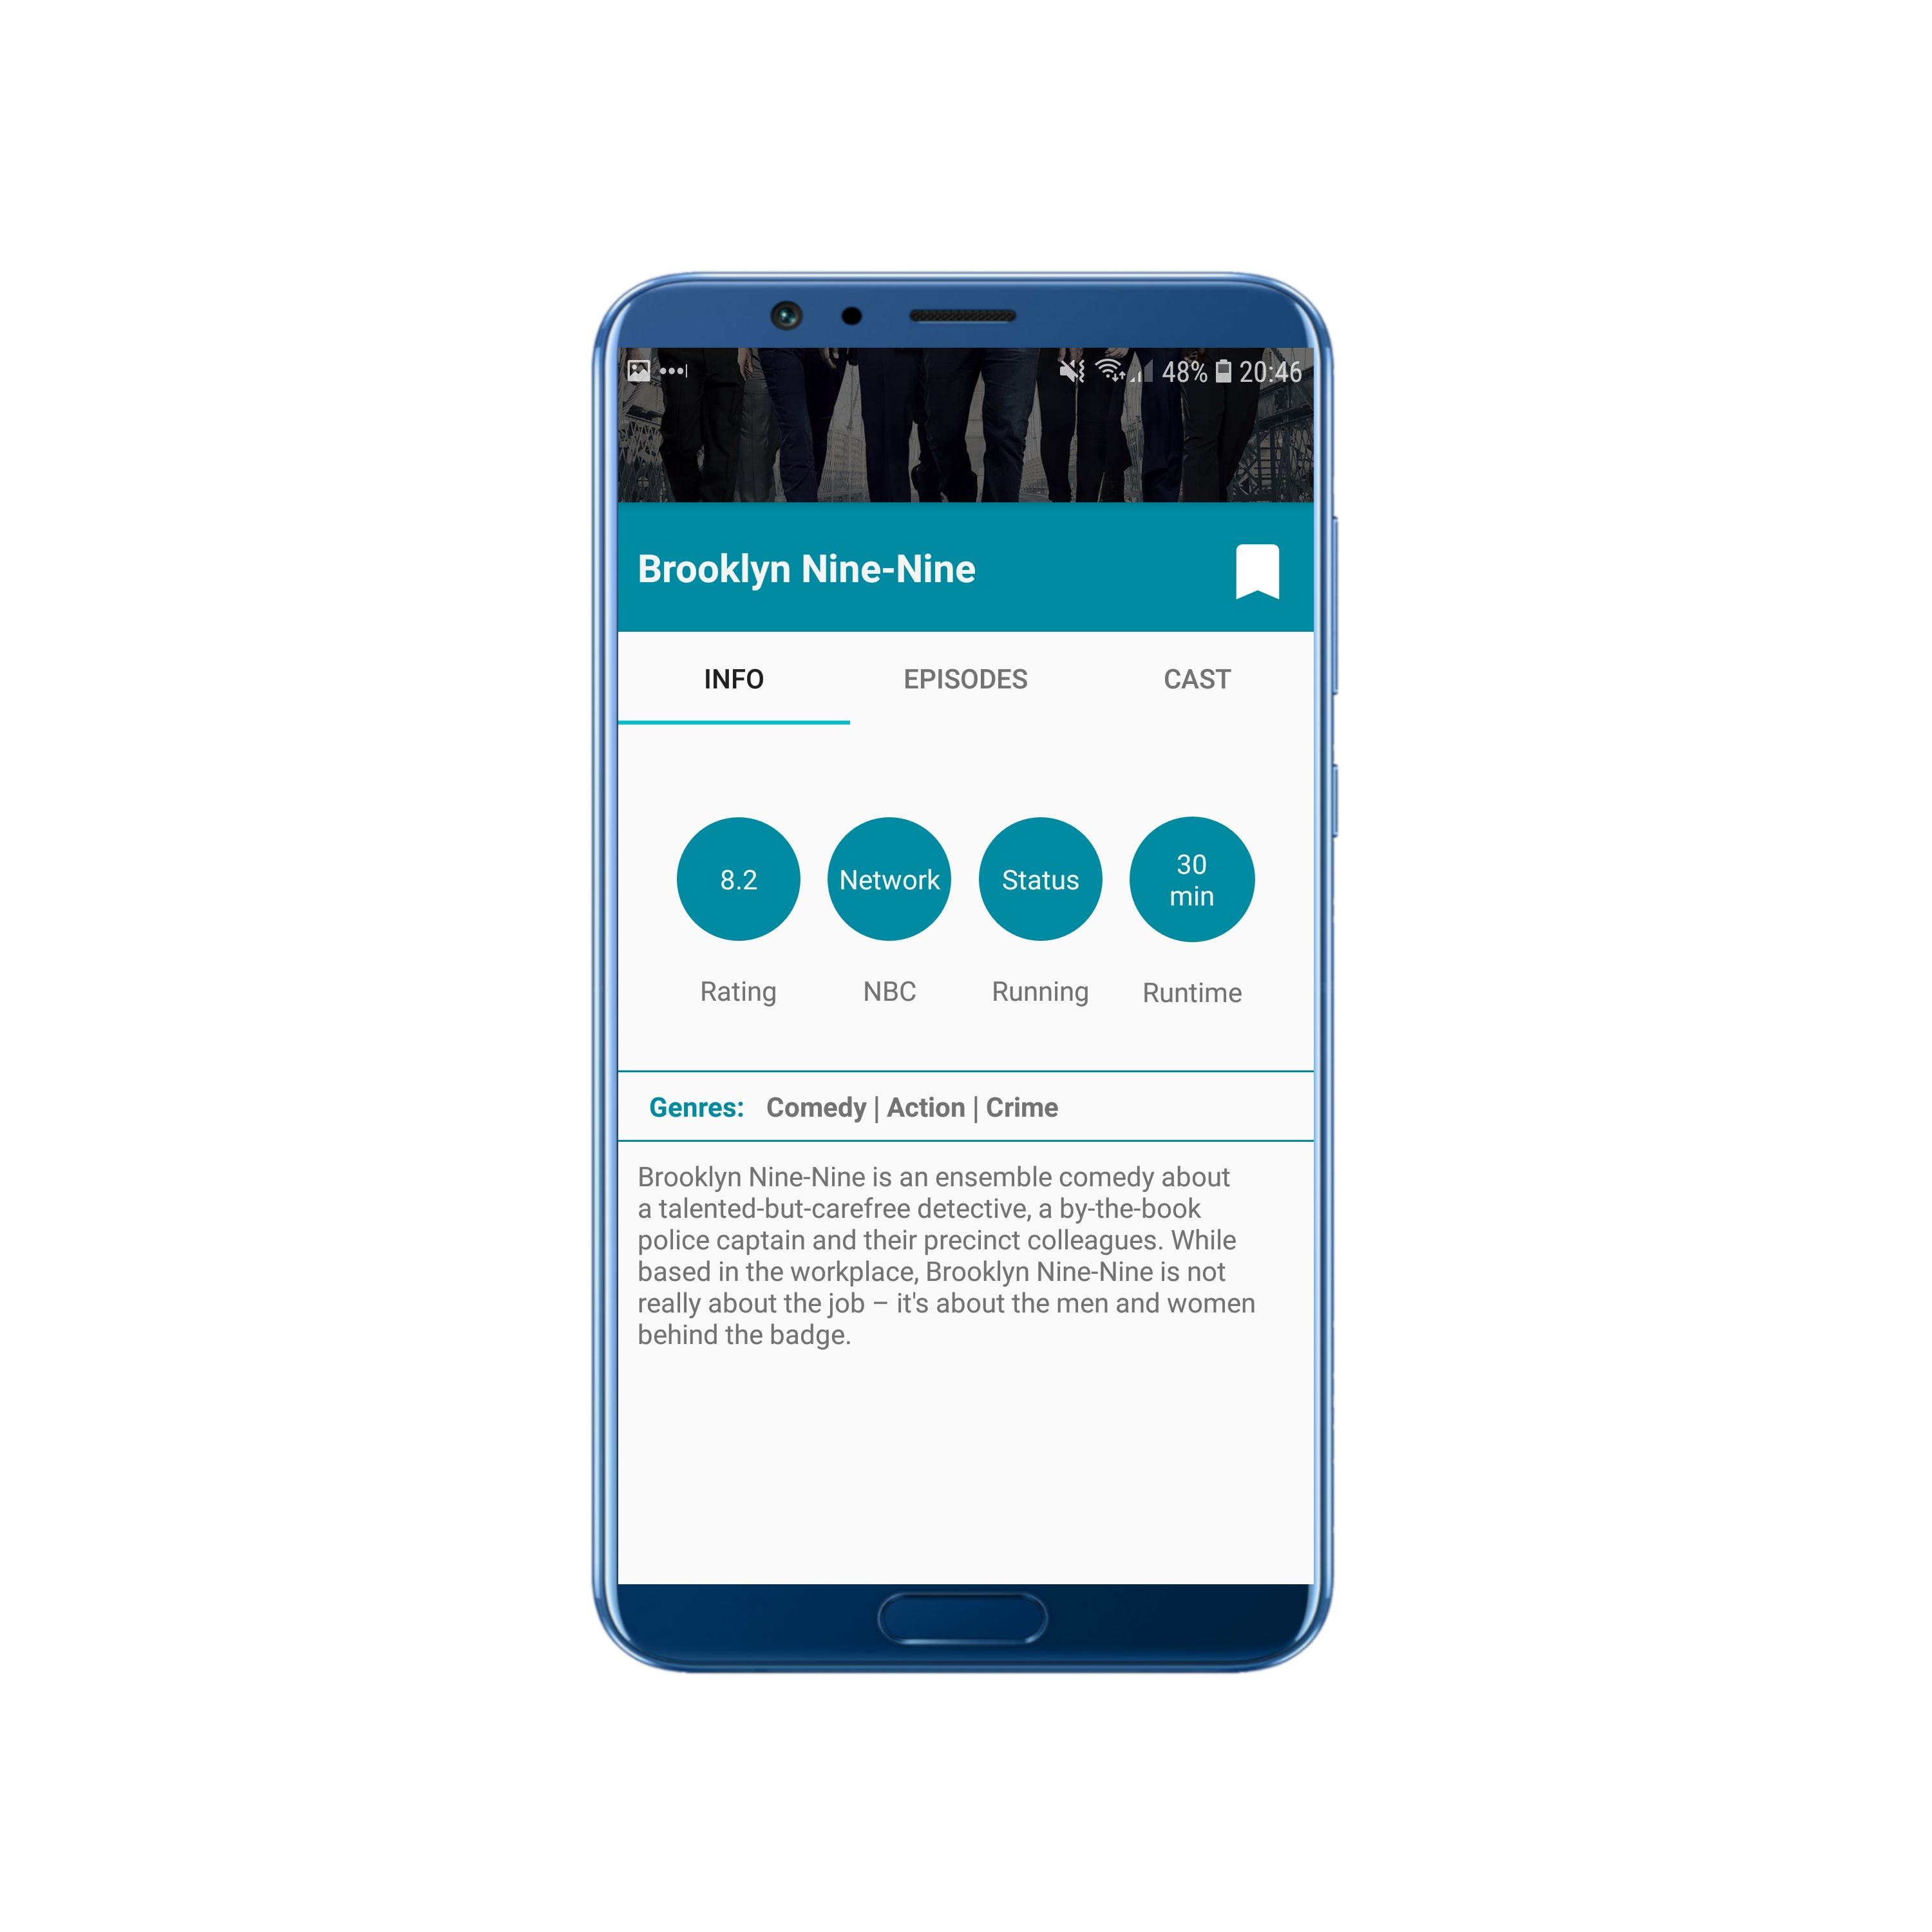 48% 20:46
Brooklyn Nine-Nine
INFO EPISODES CAST
8.2 Network Status 30
min
Rating NBC Running Runtime
Genres: Comedy | Action | Crime
Brooklyn Nine-Nine is an ensemble comedy about
a talented-but-carefree detective, a by-the-book
police captain and their precinct colleagues. While
based in the workplace, Brooklyn Nine-Nine is not
really about the job – it's about the men and women
behind the badge.